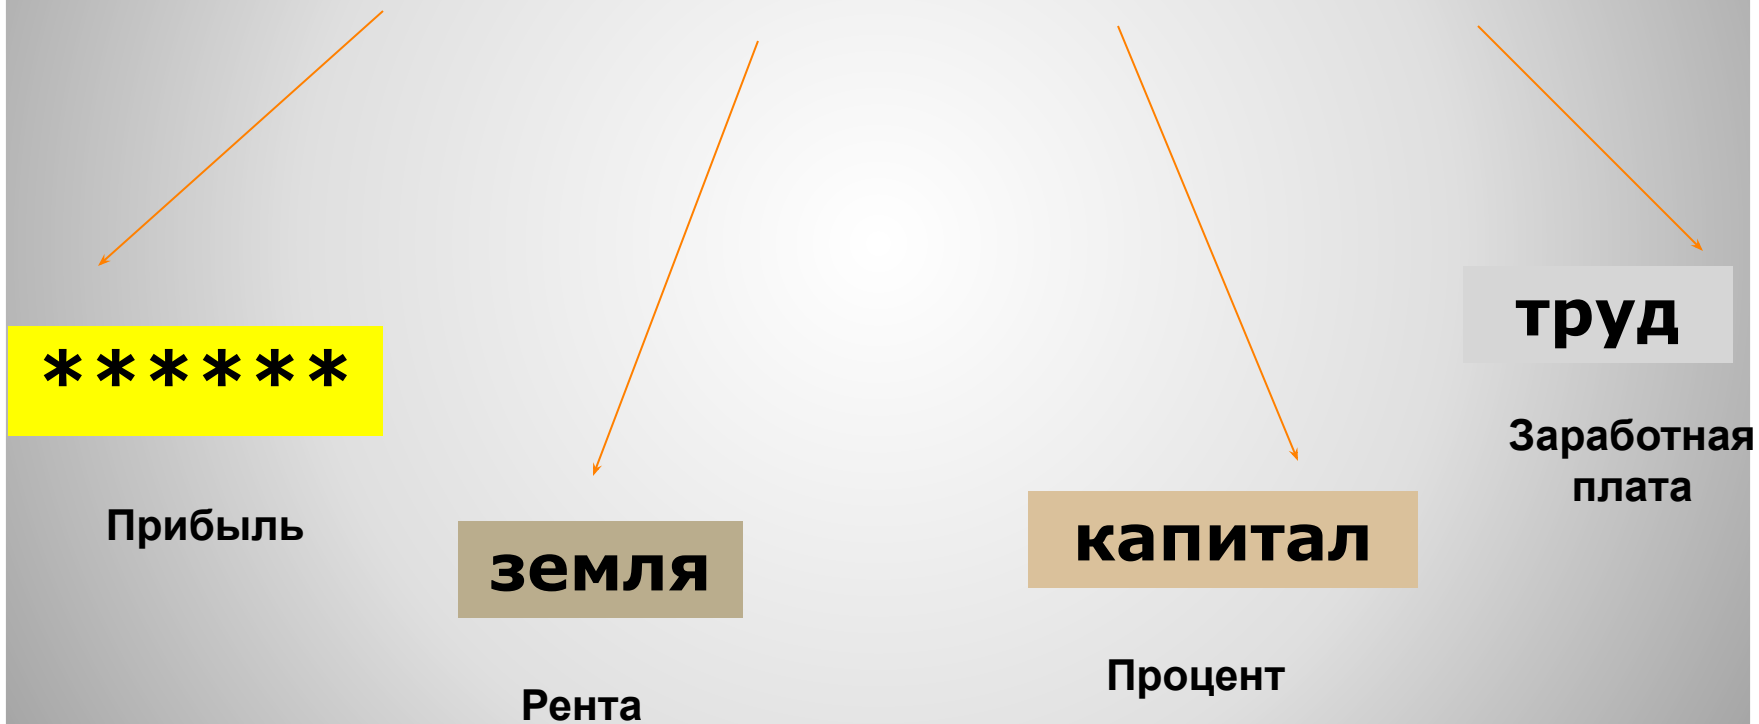 ******
Прибыль
земля
Рента
капитал
Процент
труд
Заработная
плата